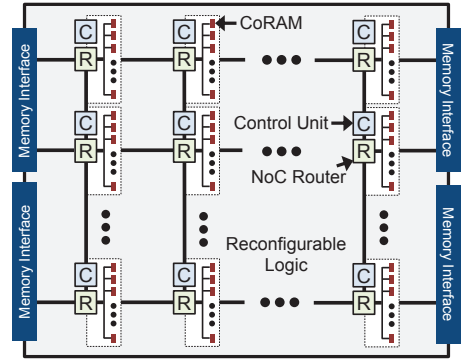 C
C
C
CoRAM
R
R
R
Memory Interface
Memory Interface
C
C
Control Unit
C
R
R
NoC Router
R
Memory Interface
Memory Interface
Reconfigurable
Logic
C
C
C
R
R
R